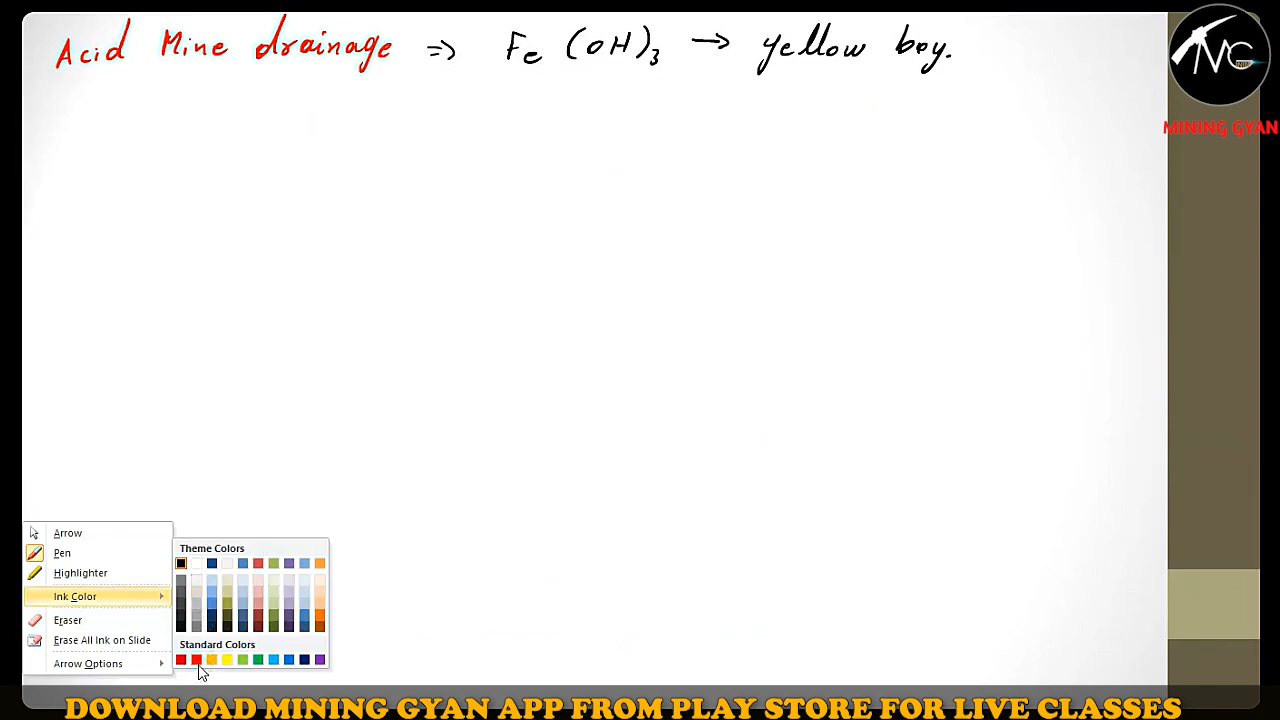 Acid Mine drainage ⇒ Fe (OH)3 → yellow boy.
MG
MINING GYAN
Arrow
Pen
Highlighter
Ink Color
Eraser
Erase All Ink on Slide
Arrow Options
Theme Colors
Standard Colors
DOWNLOAD MINING GYAN APP FROM PLAY STORE FOR LIVE CLASSES